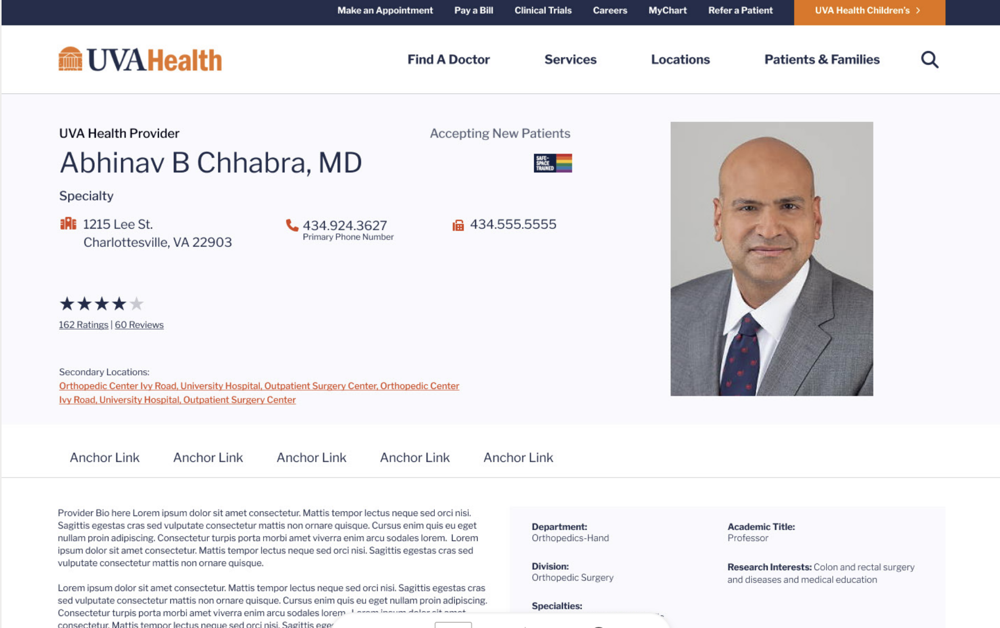 Make an Appointment Pay a Bill Clinical Trials Careers MyChart Refer a Patient UVA Health Children's
UVA Health
Find A Doctor Services Locations Patients & Families
UVA Health Provider
Accepting New Patients
Abhinav B Chhabra, MD
SAFE-
SPACE
TRAINED
Specialty
1215 Lee St.
Charlottesville, VA 22903
434.924.3627
Primary Phone Number
434.555.5555
162 Ratings | 60 Reviews
Secondary Locations:
Orthopedic Center Ivy Road, University Hospital, Outpatient Surgery Center, Orthopedic Center
Ivy Road, University Hospital, Outpatient Surgery Center
Anchor Link Anchor Link Anchor Link Anchor Link Anchor Link
Provider Bio here Lorem ipsum dolor sit amet consectetur. Mattis tempor lectus neque sed orci nisi.
Sagittis egestas cras sed vulputate consectetur mattis non ornare quisque. Cursus enim quis eu eget
nullam proin adipiscing. Consectetur turpis porta morbi amet viverra enim arcu sodales lorem. Lorem
ipsum dolor sit amet consectetur. Mattis tempor lectus neque sed orci nisi. Sagittis egestas cras sed
vulputate consectetur mattis non ornare quisque.
Lorem ipsum dolor sit amet consectetur. Mattis tempor lectus neque sed orci nisi. Sagittis egestas cras
sed vulputate consectetur mattis non ornare quisque. Cursus enim quis eu eget nullam proin adipiscing.
Consectetur turpis porta morbi amet viverra enim arcu sodales lorem. Lorem ipsum dolor sit amet
consectetur. Mattis tempor lectus neque sed orci nisi. Sagittis
Department:
Orthopedics-Hand
Division:
Orthopedic Surgery
Specialties:
Academic Title:
Professor
Research Interests: Colon and rectal surgery
and diseases and medical education